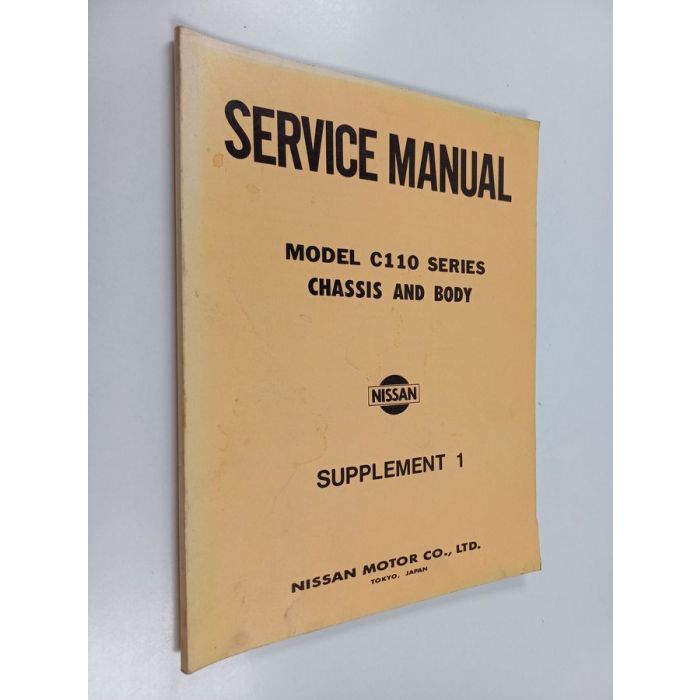 SERVICE MANUAL
MODEL C110 SERIES
CHASSIS AND BODY
NISSAN
SUPPLEMENT 1
NISSAN MOTOR CO., LTD.
TOKYO, JAPAN